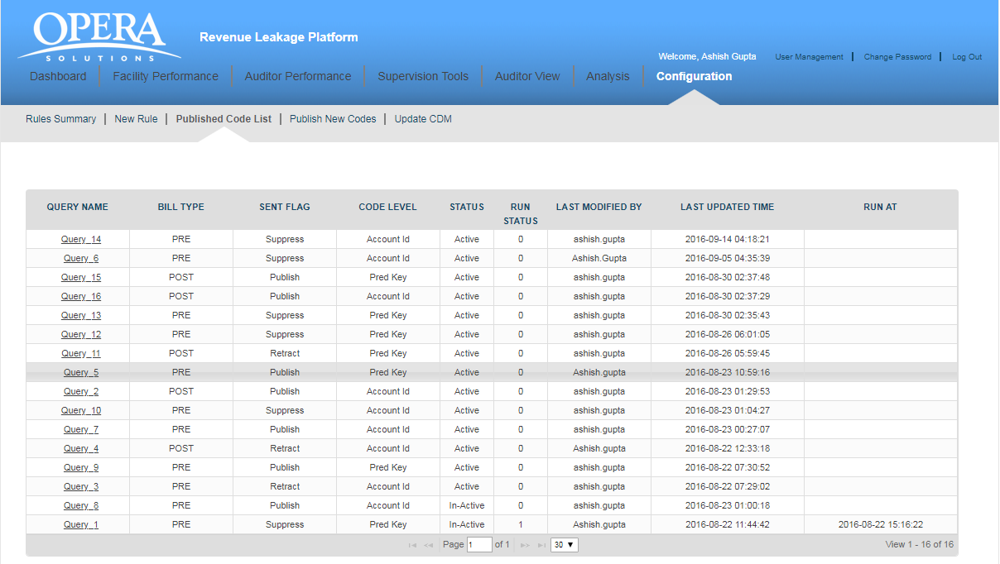 OPERA
SOLUTIONS
Revenue Leakage Platform
Welcome, Ashish Gupta User Management | Change Password | Log Out
Dashboard Facility Performance Auditor Performance Supervision Tools Auditor View Analysis Configuration
Rules Summary | New Rule | Published Code List | Publish New Codes | Update CDM
QUERY NAME BILL TYPE SENT FLAG CODE LEVEL STATUS RUN STATUS LAST MODIFIED BY LAST UPDATED TIME RUN AT
Query_14 PRE Suppress Account Id Active 0 ashish.gupta 2016-09-14 04:18:21
Query_6 PRE Suppress Account Id Active 0 Ashish.Gupta 2016-09-05 04:35:39
Query_15 POST Publish Pred Key Active 0 ashish.gupta 2016-08-30 02:37:48
Query_16 POST Publish Account Id Active 0 ashish.gupta 2016-08-30 02:37:29
Query_13 PRE Suppress Pred Key Active 0 ashish.gupta 2016-08-30 02:35:43
Query_12 PRE Suppress Pred Key Active 0 ashish.gupta 2016-08-26 06:01:05
Query_11 POST Retract Pred Key Active 0 ashish.gupta 2016-08-26 05:59:45
Query_5 PRE Publish Pred Key Active 0 Ashish.gupta 2016-08-23 10:59:16
Query_2 POST Publish Account Id Active 0 ashish.gupta 2016-08-23 01:29:53
Query_10 PRE Suppress Account Id Active 0 ashish.gupta 2016-08-23 01:04:27
Query_7 PRE Publish Account Id Active 0 ashish.gupta 2016-08-23 00:27:07
Query_4 POST Retract Account Id Active 0 Ashish.gupta 2016-08-22 12:33:18
Query_9 PRE Publish Pred Key Active 0 ashish.gupta 2016-08-22 07:30:52
Query_3 PRE Retract Account Id Active 0 ashish.gupta 2016-08-22 07:29:02
Query_8 PRE Publish Account Id In-Active 0 ashish.gupta 2016-08-23 01:00:18
Query_1 PRE Suppress Pred Key In-Active 1 Ashish.gupta 2016-08-22 11:44:42 2016-08-22 15:16:22
Page 1 of 1 30 View 1 - 16 of 16